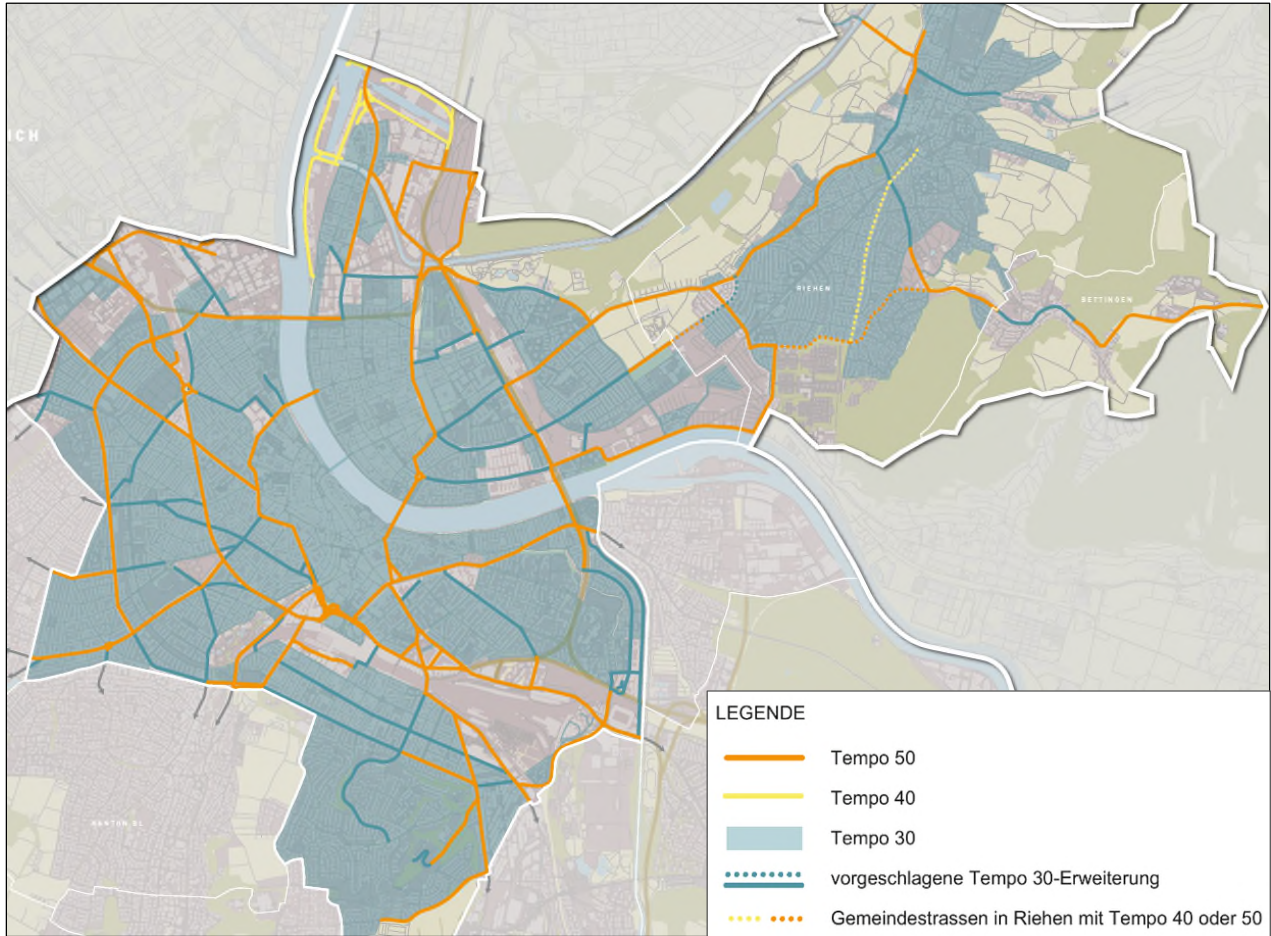 ICH
RIEHEN
BETTINGEN
KANTON BL
LEGENDE
Tempo 50
Tempo 40
Tempo 30
vorgeschlagene Tempo 30-Erweiterung
Gemeindestrassen in Riehen mit Tempo 40 oder 50